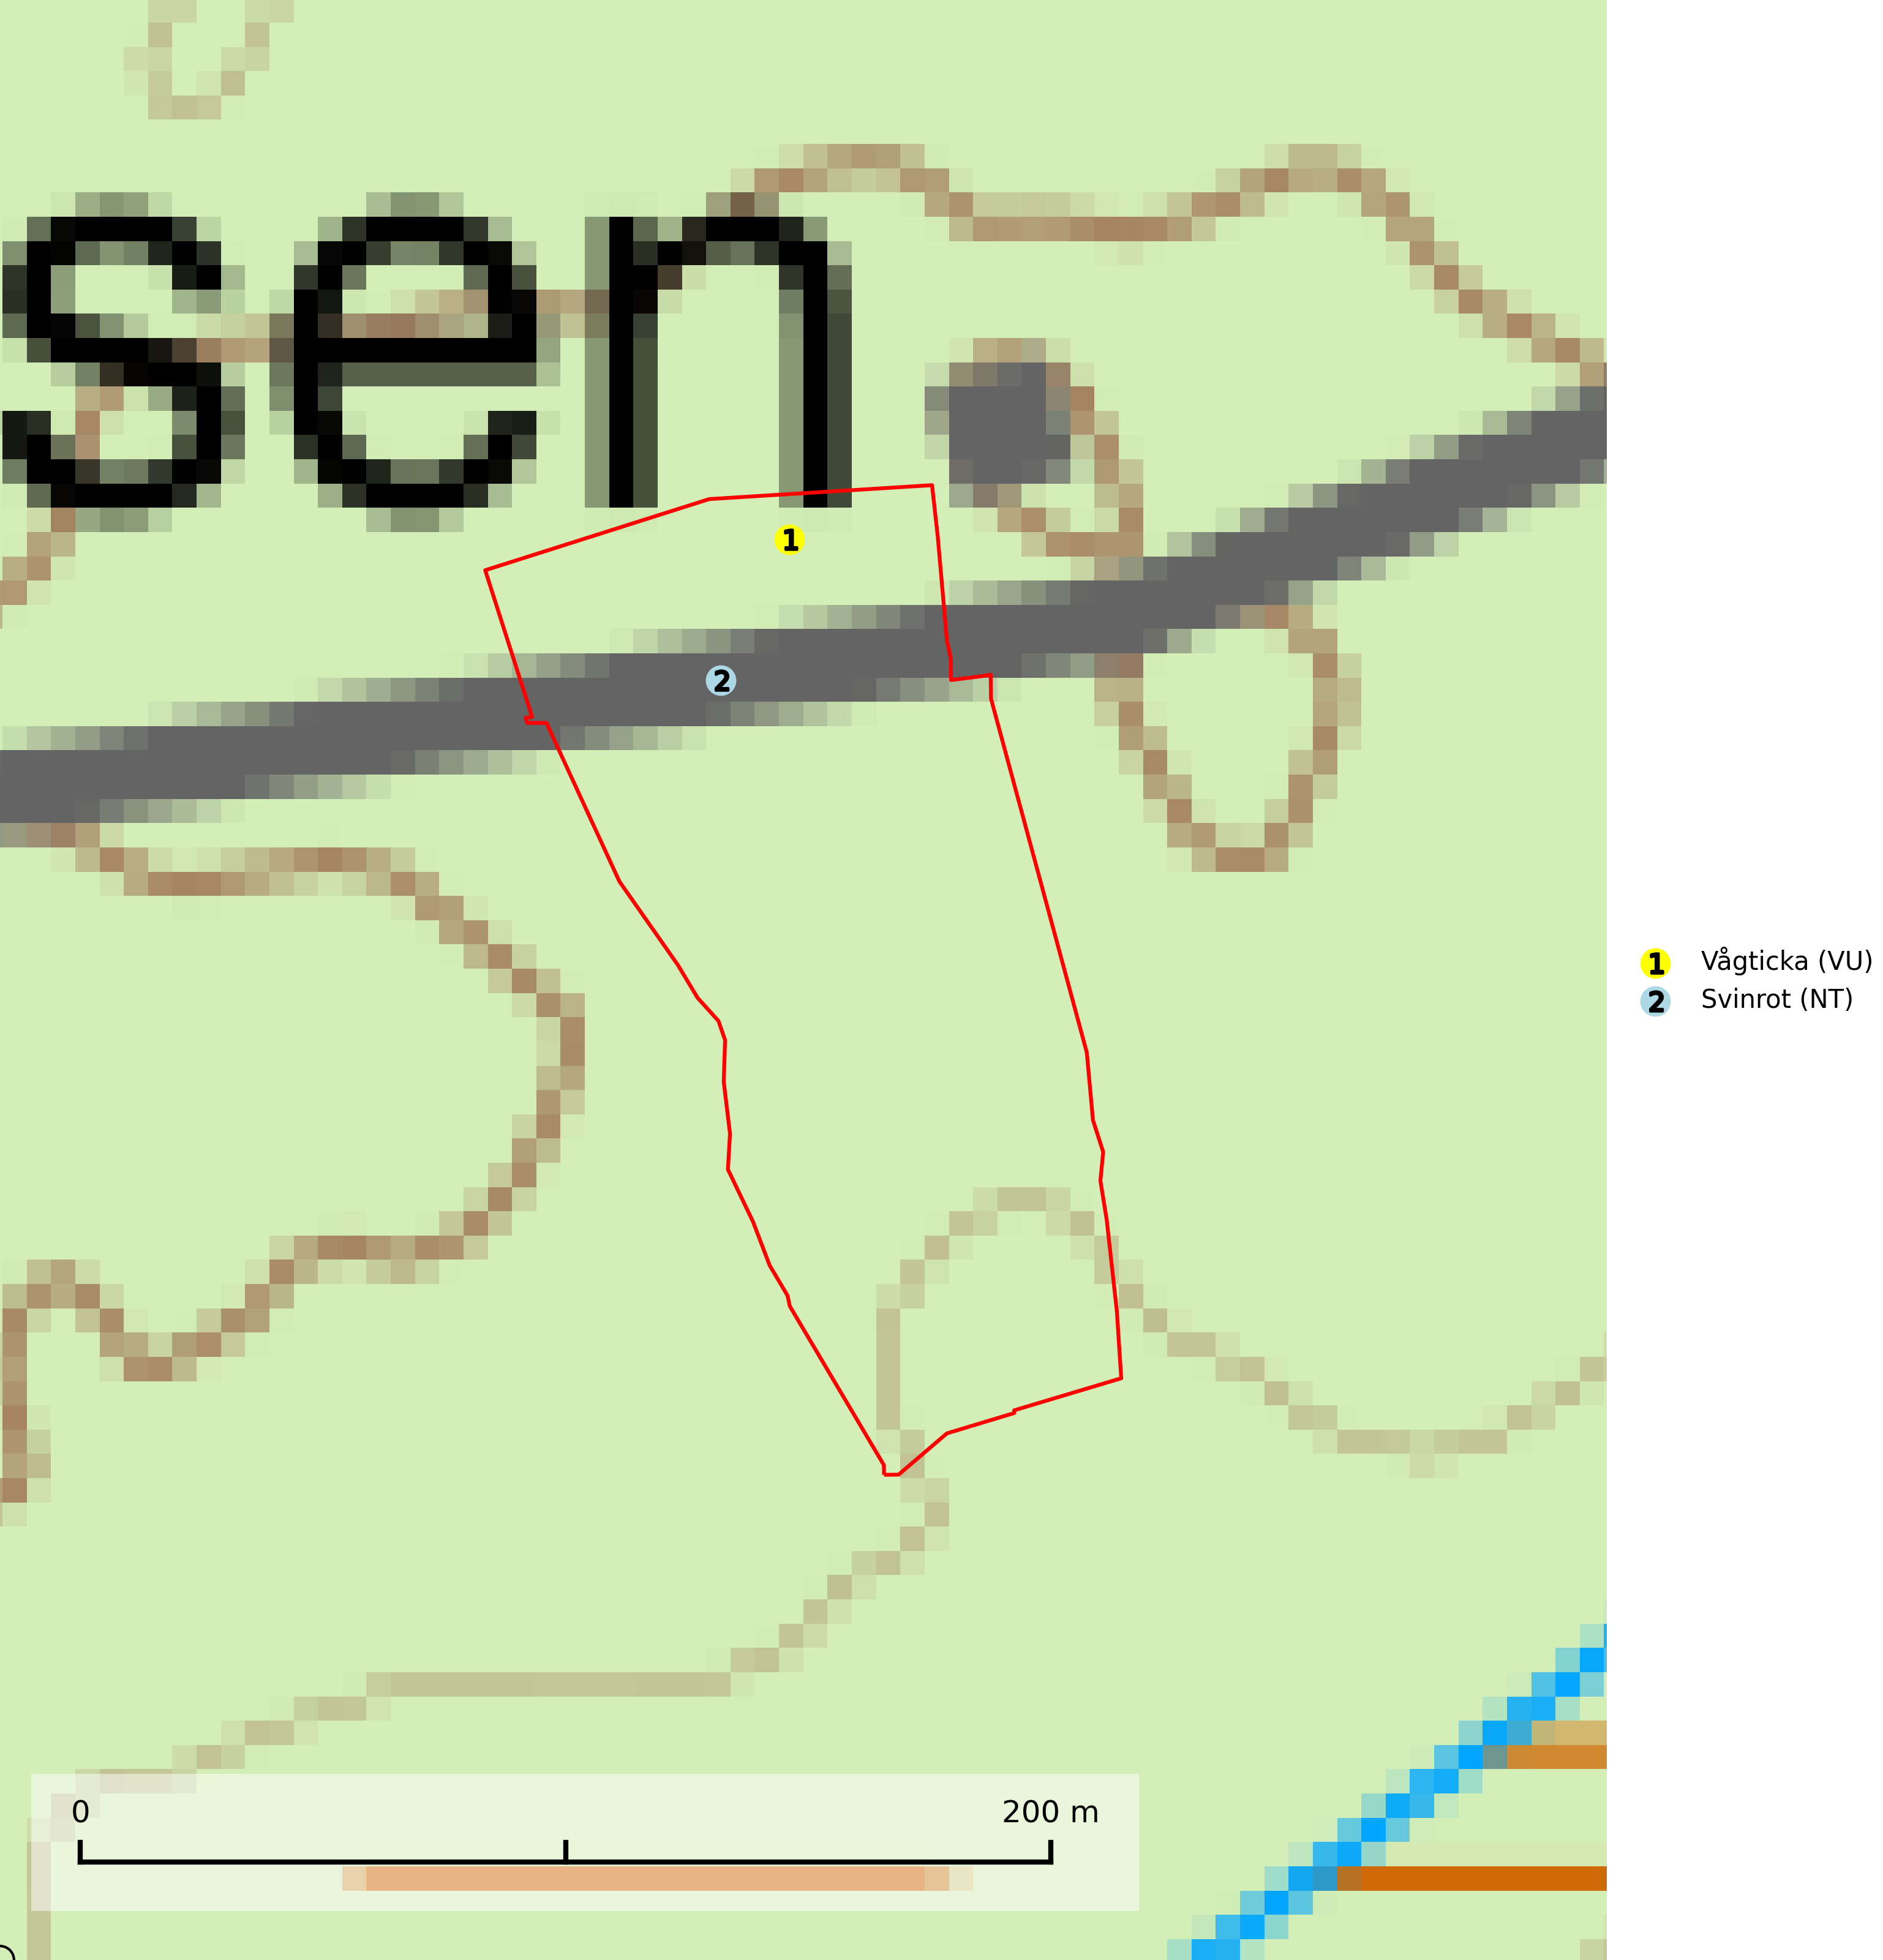 sen
1
2
1 Vågticka (VU)
2 Svinrot (NT)
0 200 m